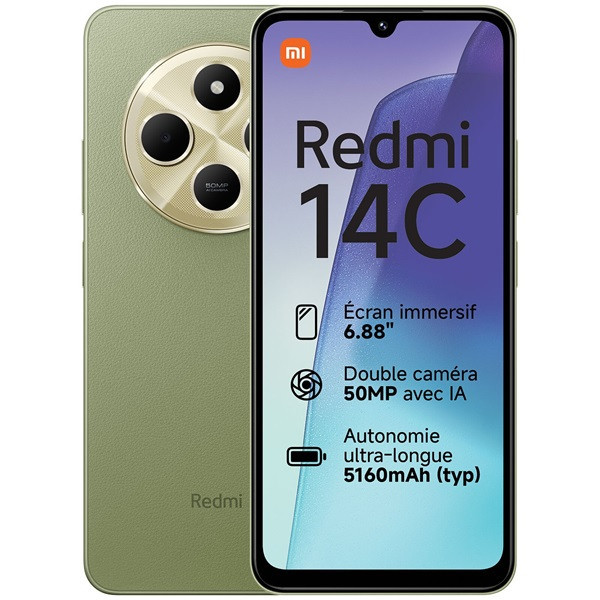 50MP
mi
Redmi
14C
Écran immersif
6.88"
Double caméra
50MP avec IA
Autonomie
ultra-longue
5160mAh (typ)
Redmi